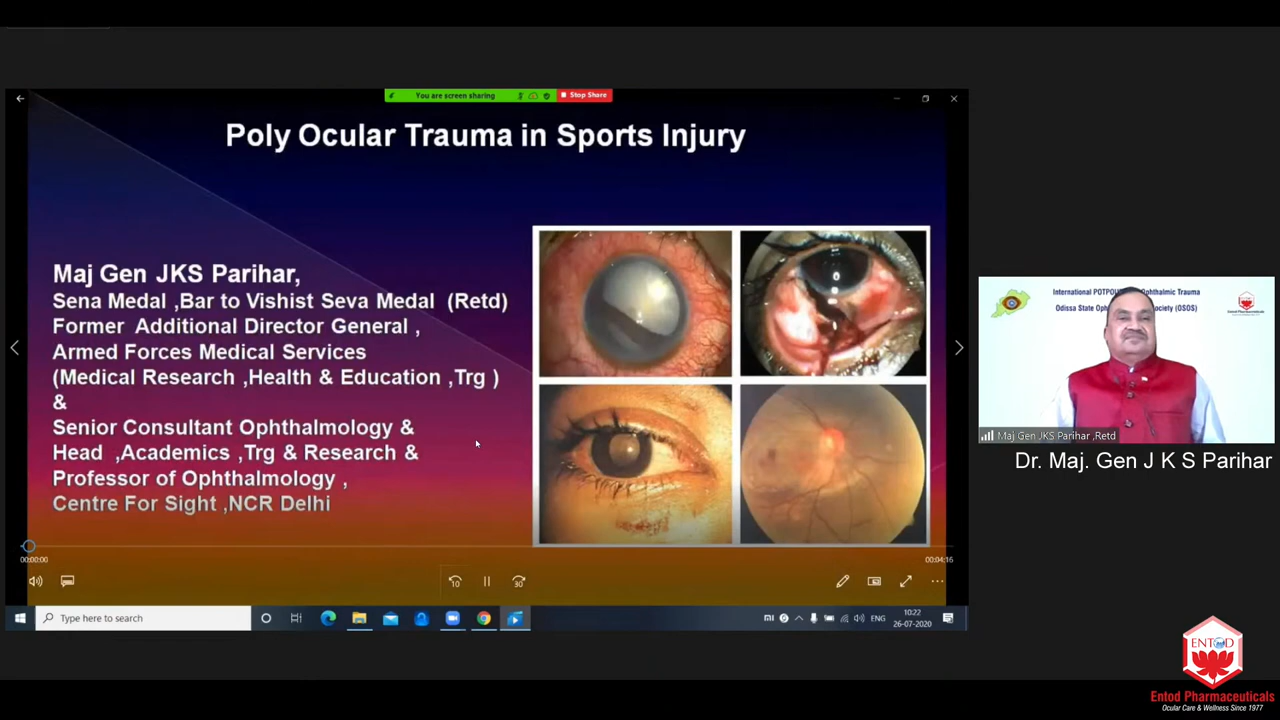 You are screen sharing
Stop Share
Poly Ocular Trauma in Sports Injury
Maj Gen JKS Parihar,
Sena Medal ,Bar to Vishist Seva Medal (Retd)
Former Additional Director General ,
Armed Forces Medical Services
(Medical Research ,Health & Education ,Trg )
&
Senior Consultant Ophthalmology &
Head ,Academics ,Trg & Research &
Professor of Ophthalmology ,
Centre For Sight ,NCR Delhi
00:00:00
00:04:16
10
30
Type here to search
ENG
10:22
26-07-2020
International Ophthalmic Trauma
Odissa State (OSOS)
Maj Gen JKS Parihar ,Retd
Dr. Maj. Gen J K S Parihar
ENTOD
Entod Pharmaceuticals
Ocular Care & Wellness Since 1977